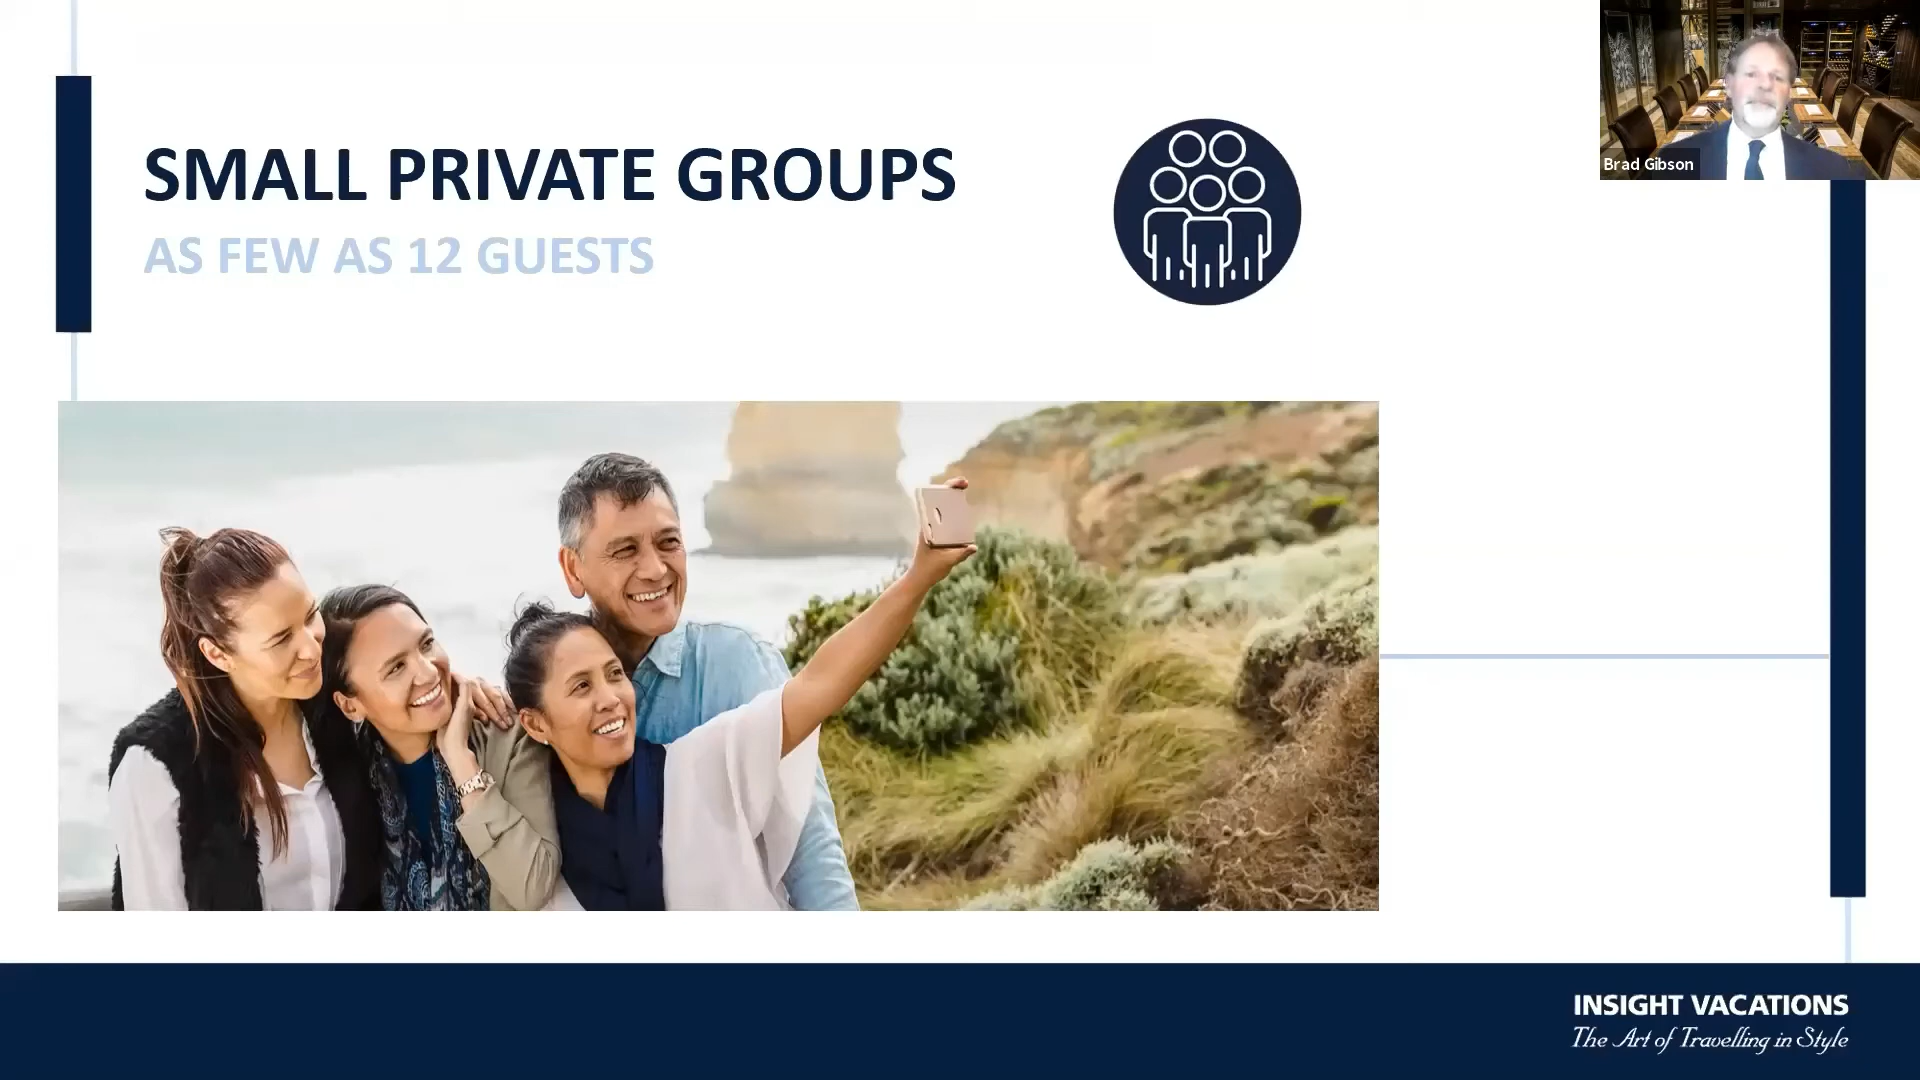 SMALL PRIVATE GROUPS
AS FEW AS 12 GUESTS
Brad Gibson
INSIGHT VACATIONS
The Art of Travelling in Style